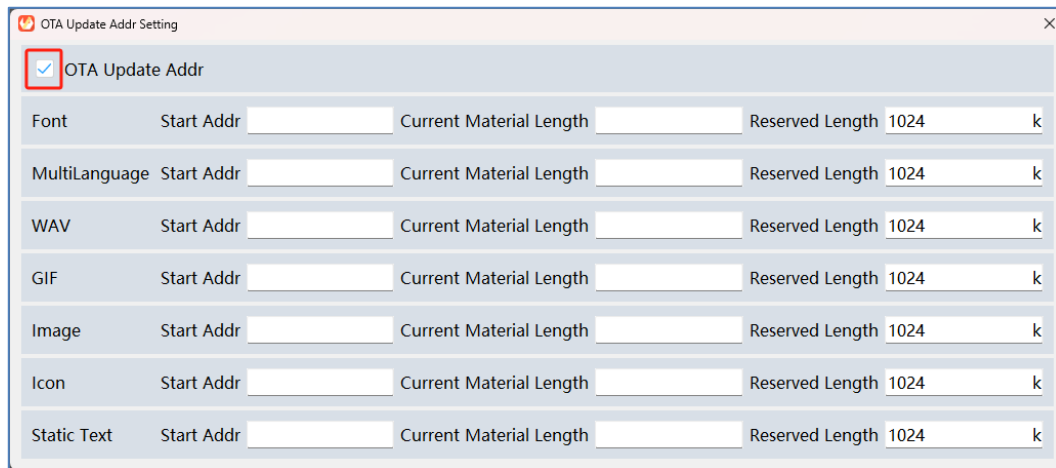 OTA Update Addr Setting
OTA Update Addr
Font Start Addr Current Material Length Reserved Length 1024 k
MultiLanguage Start Addr Current Material Length Reserved Length 1024 k
WAV Start Addr Current Material Length Reserved Length 1024 k
GIF Start Addr Current Material Length Reserved Length 1024 k
Image Start Addr Current Material Length Reserved Length 1024 k
Icon Start Addr Current Material Length Reserved Length 1024 k
Static Text Start Addr Current Material Length Reserved Length 1024 k